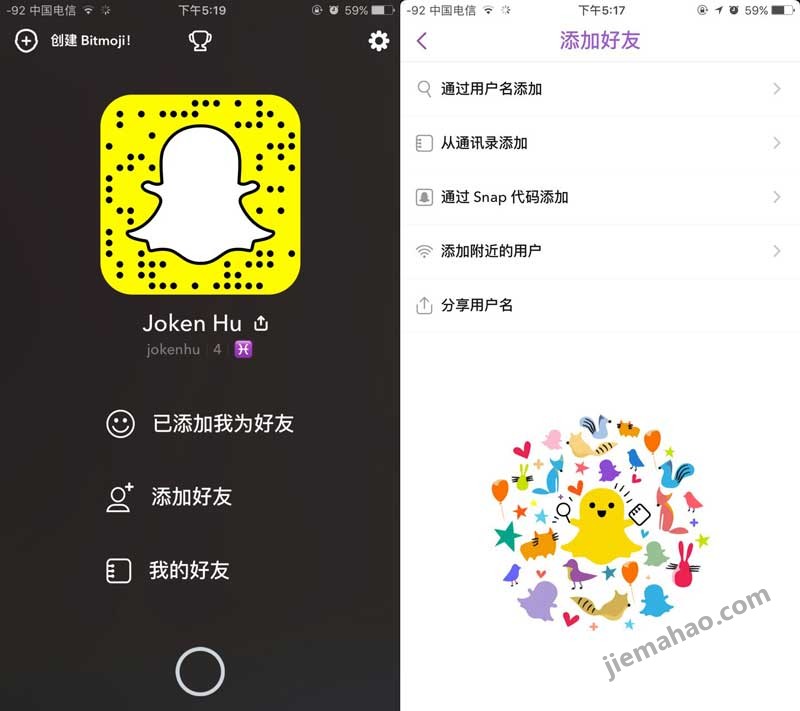 -92 中国电信 下午5:19 59%
创建 Bitmoji!
Joken Hu
jokenhu 4 ♓
已添加我为好友
添加好友
我的好友
-92 中国电信 下午5:17 59%
添加好友
通过用户名添加
从通讯录添加
通过 Snap 代码添加
添加附近的用户
分享用户名
jiemahao.com